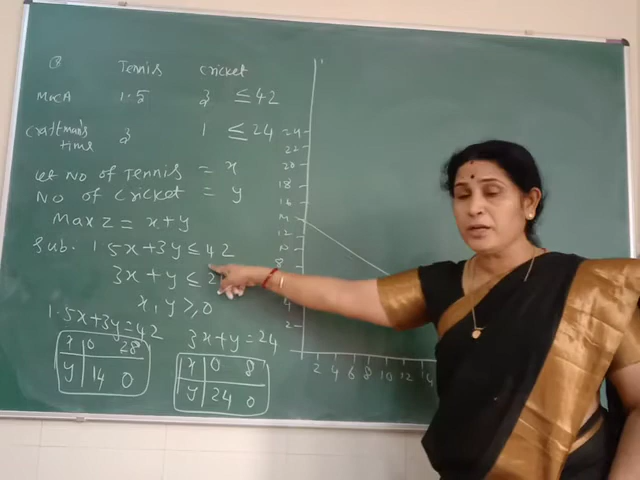 Tennis Cricket
M/CA 1.5 3 ≤ 42
Craftman's time 3 1 ≤ 24
Let No of Tennis = x
No of Cricket = y
Max Z = x+y
Sub. 1.5x+3y ≤ 42
3x+y ≤ 2
x, y ≥ 0
1.5x+3y=42
x 0 28
y 14 0
3x+y=24
x 0 8
y 24 0
24
22
20
18
16
14
12
10
8
4
2
2 4 6 8 10 12 14